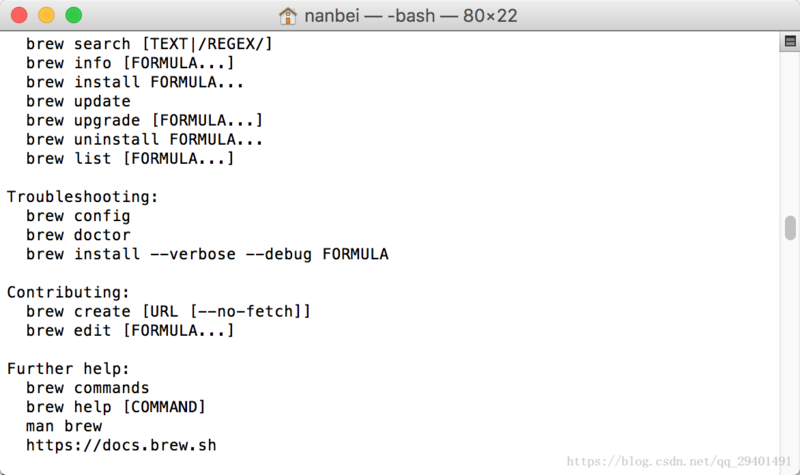 nanbei — -bash — 80×22
brew search [TEXT|/REGEX/]
brew info [FORMULA...]
brew install FORMULA...
brew update
brew upgrade [FORMULA...]
brew uninstall FORMULA...
brew list [FORMULA...]
Troubleshooting:
brew config
brew doctor
brew install --verbose --debug FORMULA
Contributing:
brew create [URL [--no-fetch]]
brew edit [FORMULA...]
Further help:
brew commands
brew help [COMMAND]
man brew
https://docs.brew.sh
https://blog.csdn.net/qq_29401491